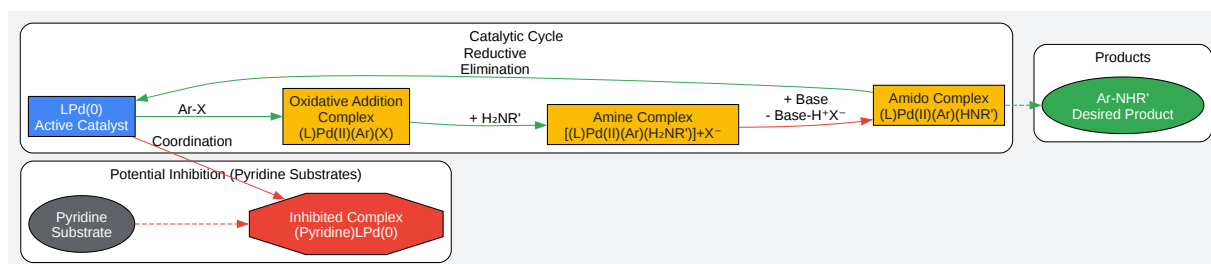 Catalytic Cycle
Reductive
Elimination
Products
LPd(0)
Active Catalyst
Ar-X
Oxidative Addition
Complex
(L)Pd(II)(Ar)(X)
+ H₂NR'
Amine Complex
[(L)Pd(II)(Ar)(H₂NR')]+X⁻
+ Base
- Base-H⁺X⁻
Amido Complex
(L)Pd(II)(Ar)(HNR')
Ar-NHR'
Desired Product
Coordination
Potential Inhibition (Pyridine Substrates)
Pyridine
Substrate
Inhibited Complex
(Pyridine)LPd(0)